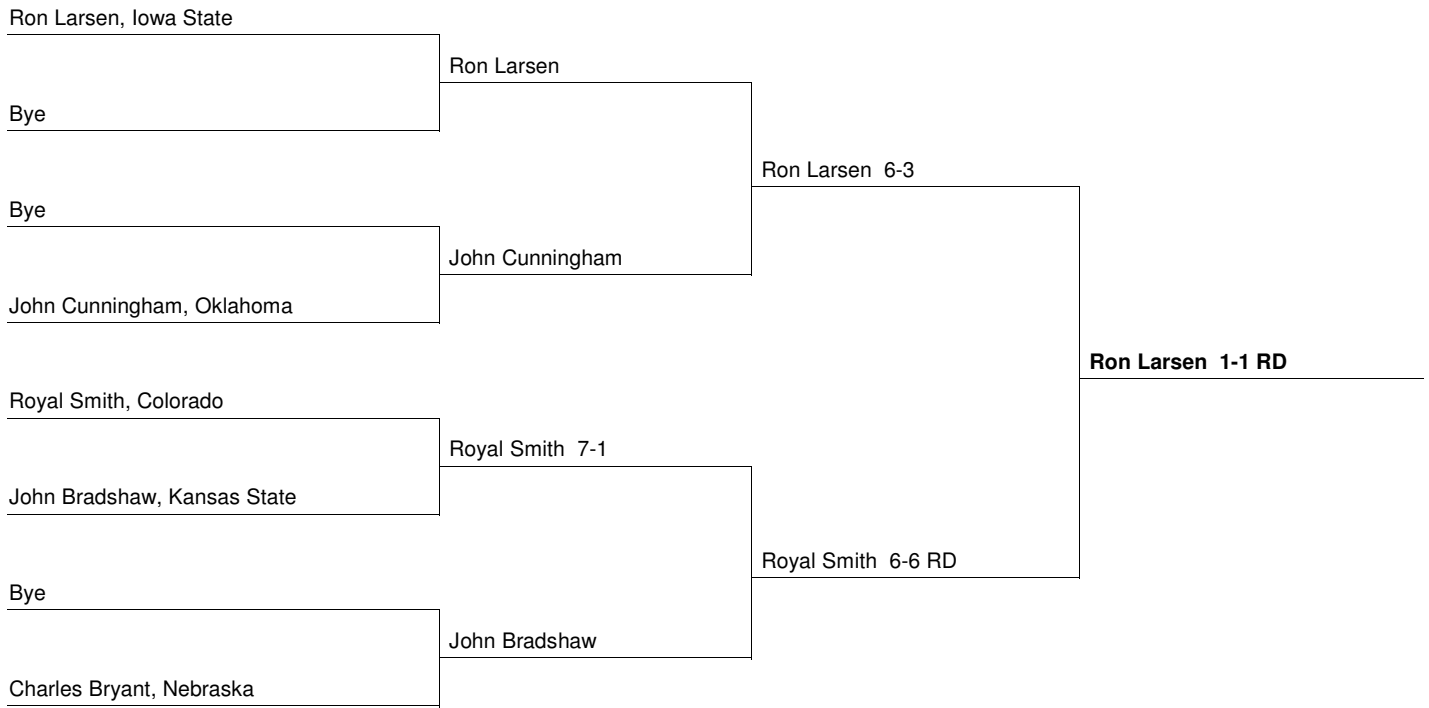 Ron Larsen, Iowa State
Ron Larsen
Bye
Ron Larsen  6-3
Bye
John Cunningham
John Cunningham, Oklahoma
Ron Larsen  1-1 RD
Royal Smith, Colorado
Royal Smith  7-1
John Bradshaw, Kansas State
Royal Smith  6-6 RD
Bye
John Bradshaw
Charles Bryant, Nebraska